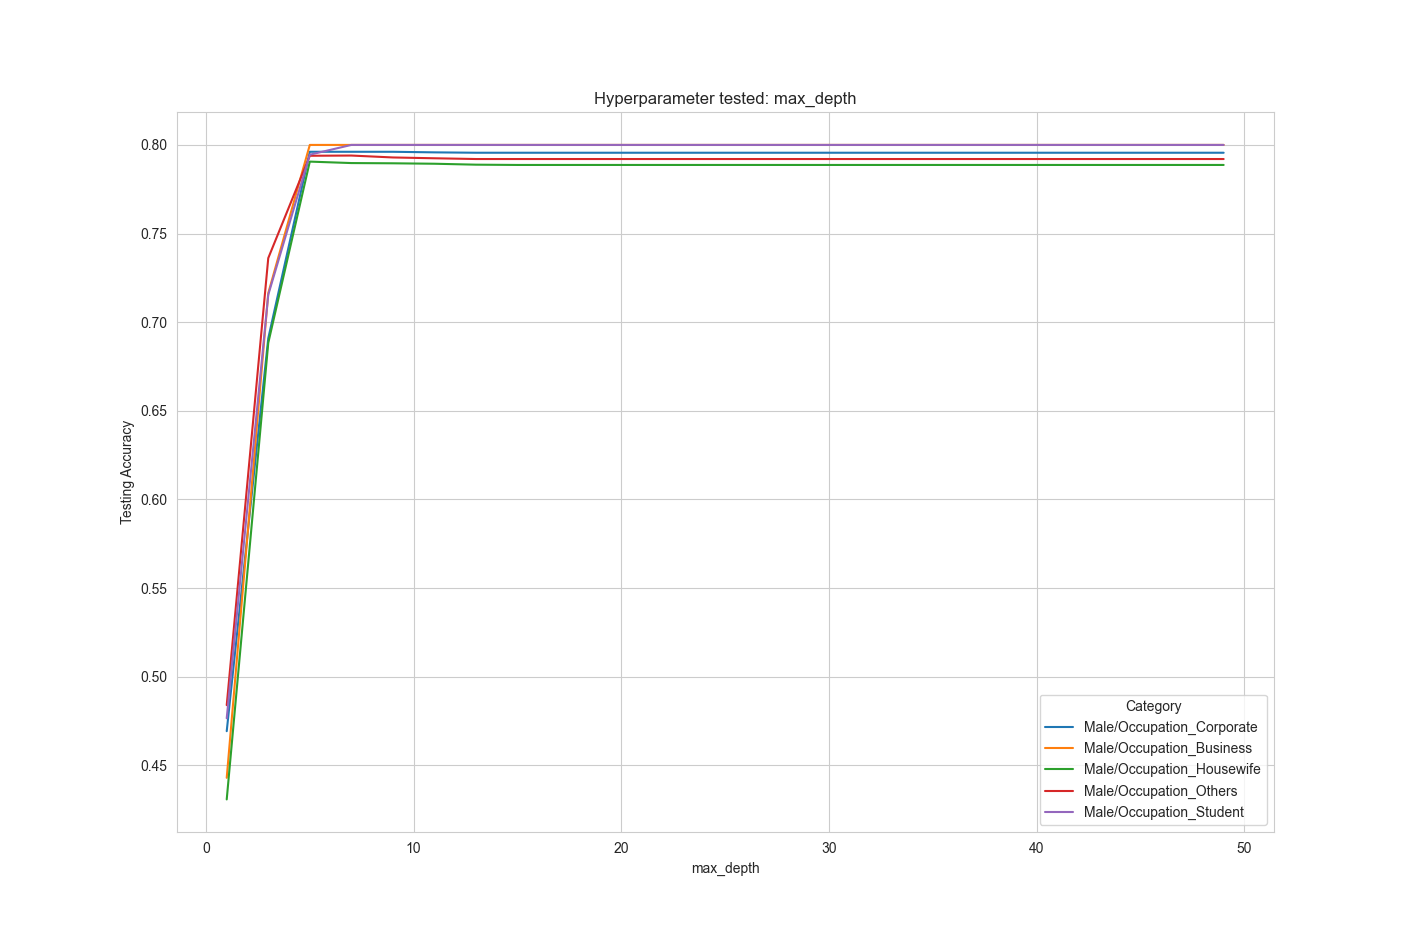 Hyperparameter tested: max_depth
0.80
0.75
0.70
0.65
0.60
0.55
0.50
0.45
Testing Accuracy
0 10 20 30 40 50
max_depth
Category
Male/Occupation_Corporate
Male/Occupation_Business
Male/Occupation_Housewife
Male/Occupation_Others
Male/Occupation_Student